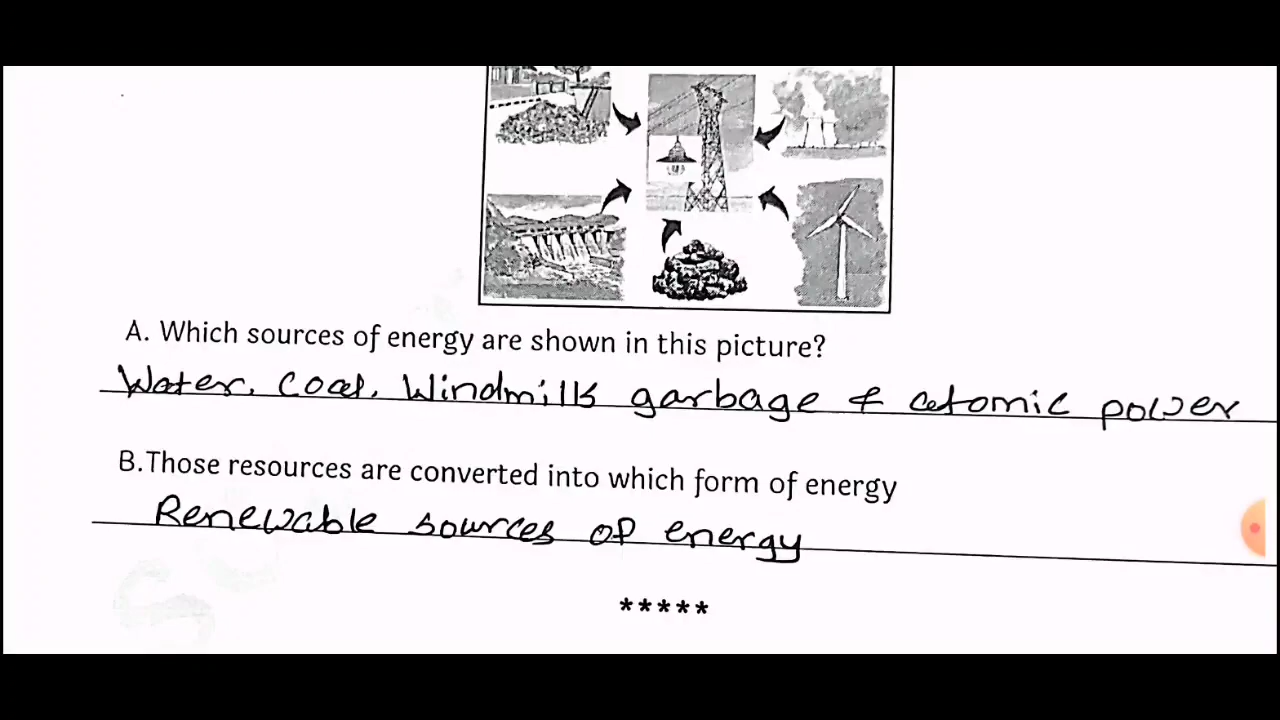 A. Which sources of energy are shown in this picture?
Water, Coal, Windmills garbage & atomic power
B.Those resources are converted into which form of energy
Renewable sources of energy
*****